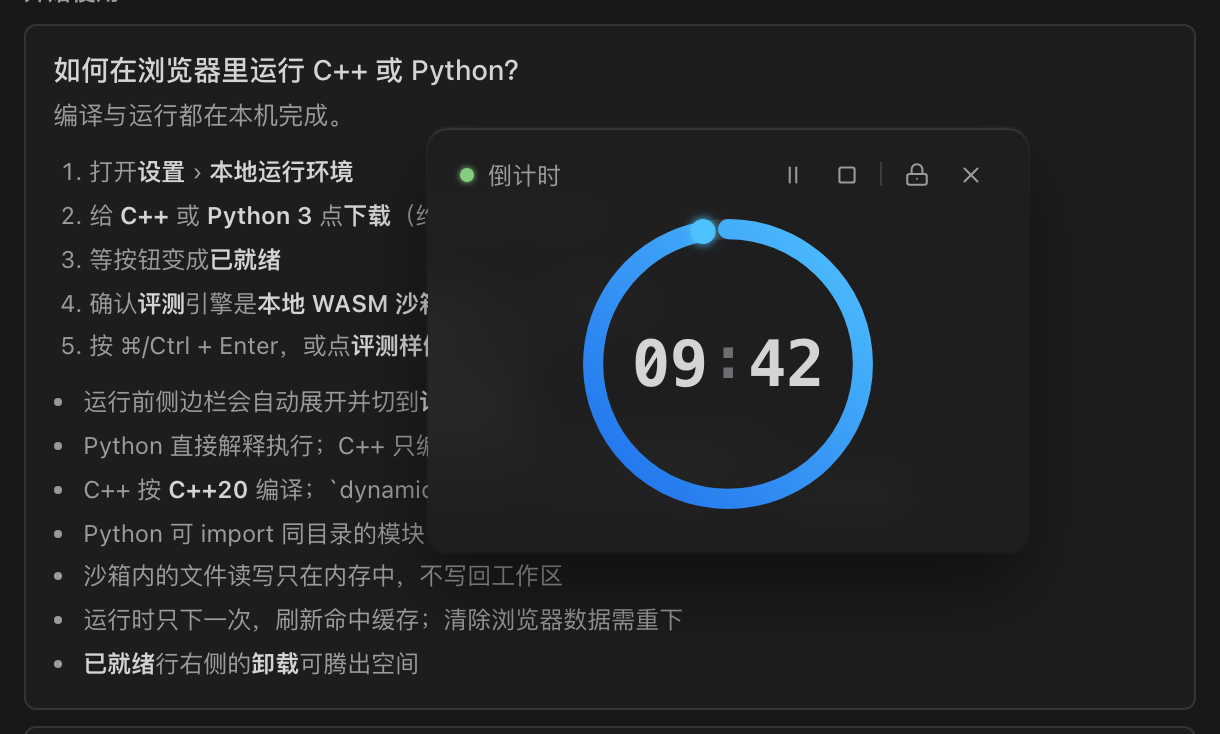 如何在浏览器里运行 C++ 或 Python?
编译与运行都在本机完成。
1. 打开设置 › 本地运行环境
2. 给 C++ 或 Python 3 点下载（
3. 等按钮变成已就绪
4. 确认评测引擎是本地 WASM 沙箱
5. 按 ⌘/Ctrl + Enter，或点评测样
• 运行前侧边栏会自动展开并切到
• Python 直接解释执行；C++ 只编
• C++ 按 C++20 编译；`dynamic
• Python 可 import 同目录的模块
• 沙箱内的文件读写只在内存中，不写回工作区
• 运行时只下一次，刷新命中缓存；清除浏览器数据需重下
• 已就绪行右侧的卸载可腾出空间
倒计时
09:42